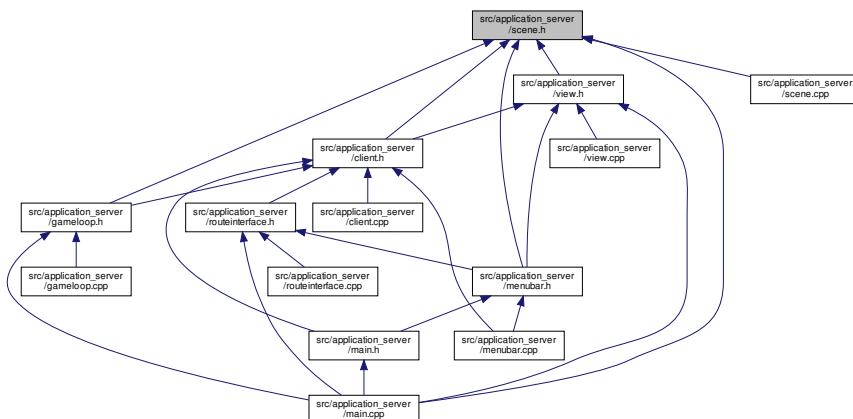 src/application_server
/scene.h
src/application_server
/view.h
src/application_server
/scene.cpp
src/application_server
/client.h
src/application_server
/view.cpp
src/application_server
/gameloop.h
src/application_server
/routeinterface.h
src/application_server
/client.cpp
src/application_server
/gameloop.cpp
src/application_server
/routeinterface.cpp
src/application_server
/menubar.h
src/application_server
/main.h
src/application_server
/menubar.cpp
src/application_server
/main.cpp